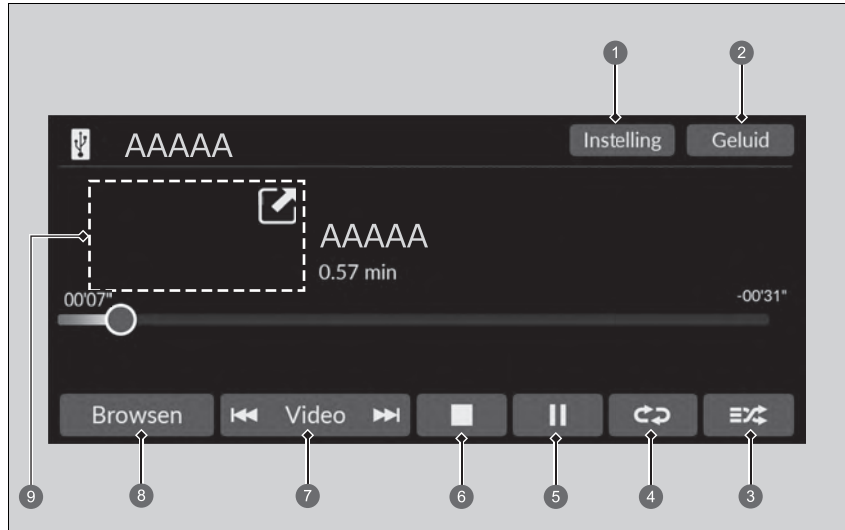 1 2
AAAAA Instelling Geluid
AAAAA
0.57 min
00'07" -00'31"
Browsen Video
9 8 7 6 5 4 3